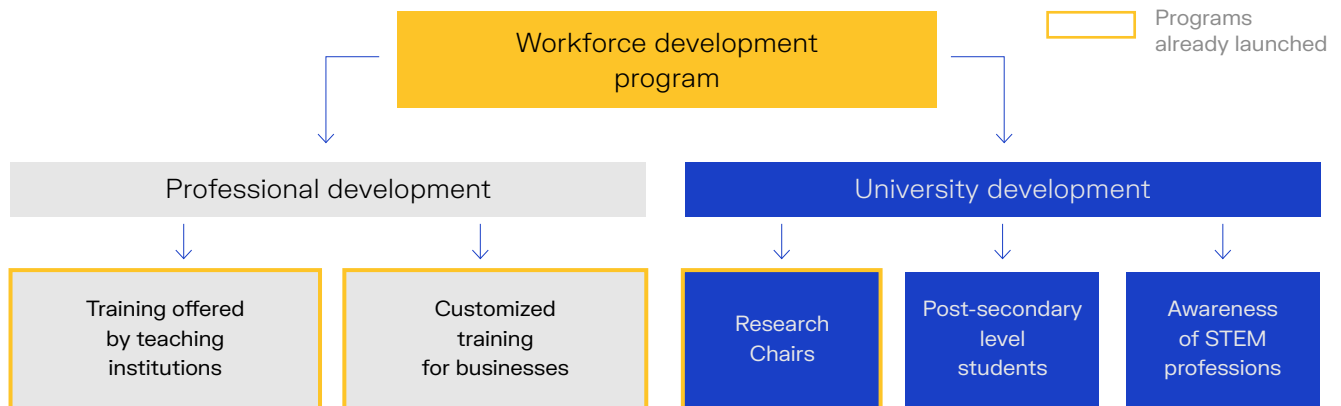 Workforce development
program
Programs
already launched
Professional development
University development
Training offered
by teaching
institutions
Customized
training
for businesses
Research
Chairs
Post-secondary
level
students
Awareness
of STEM
professions